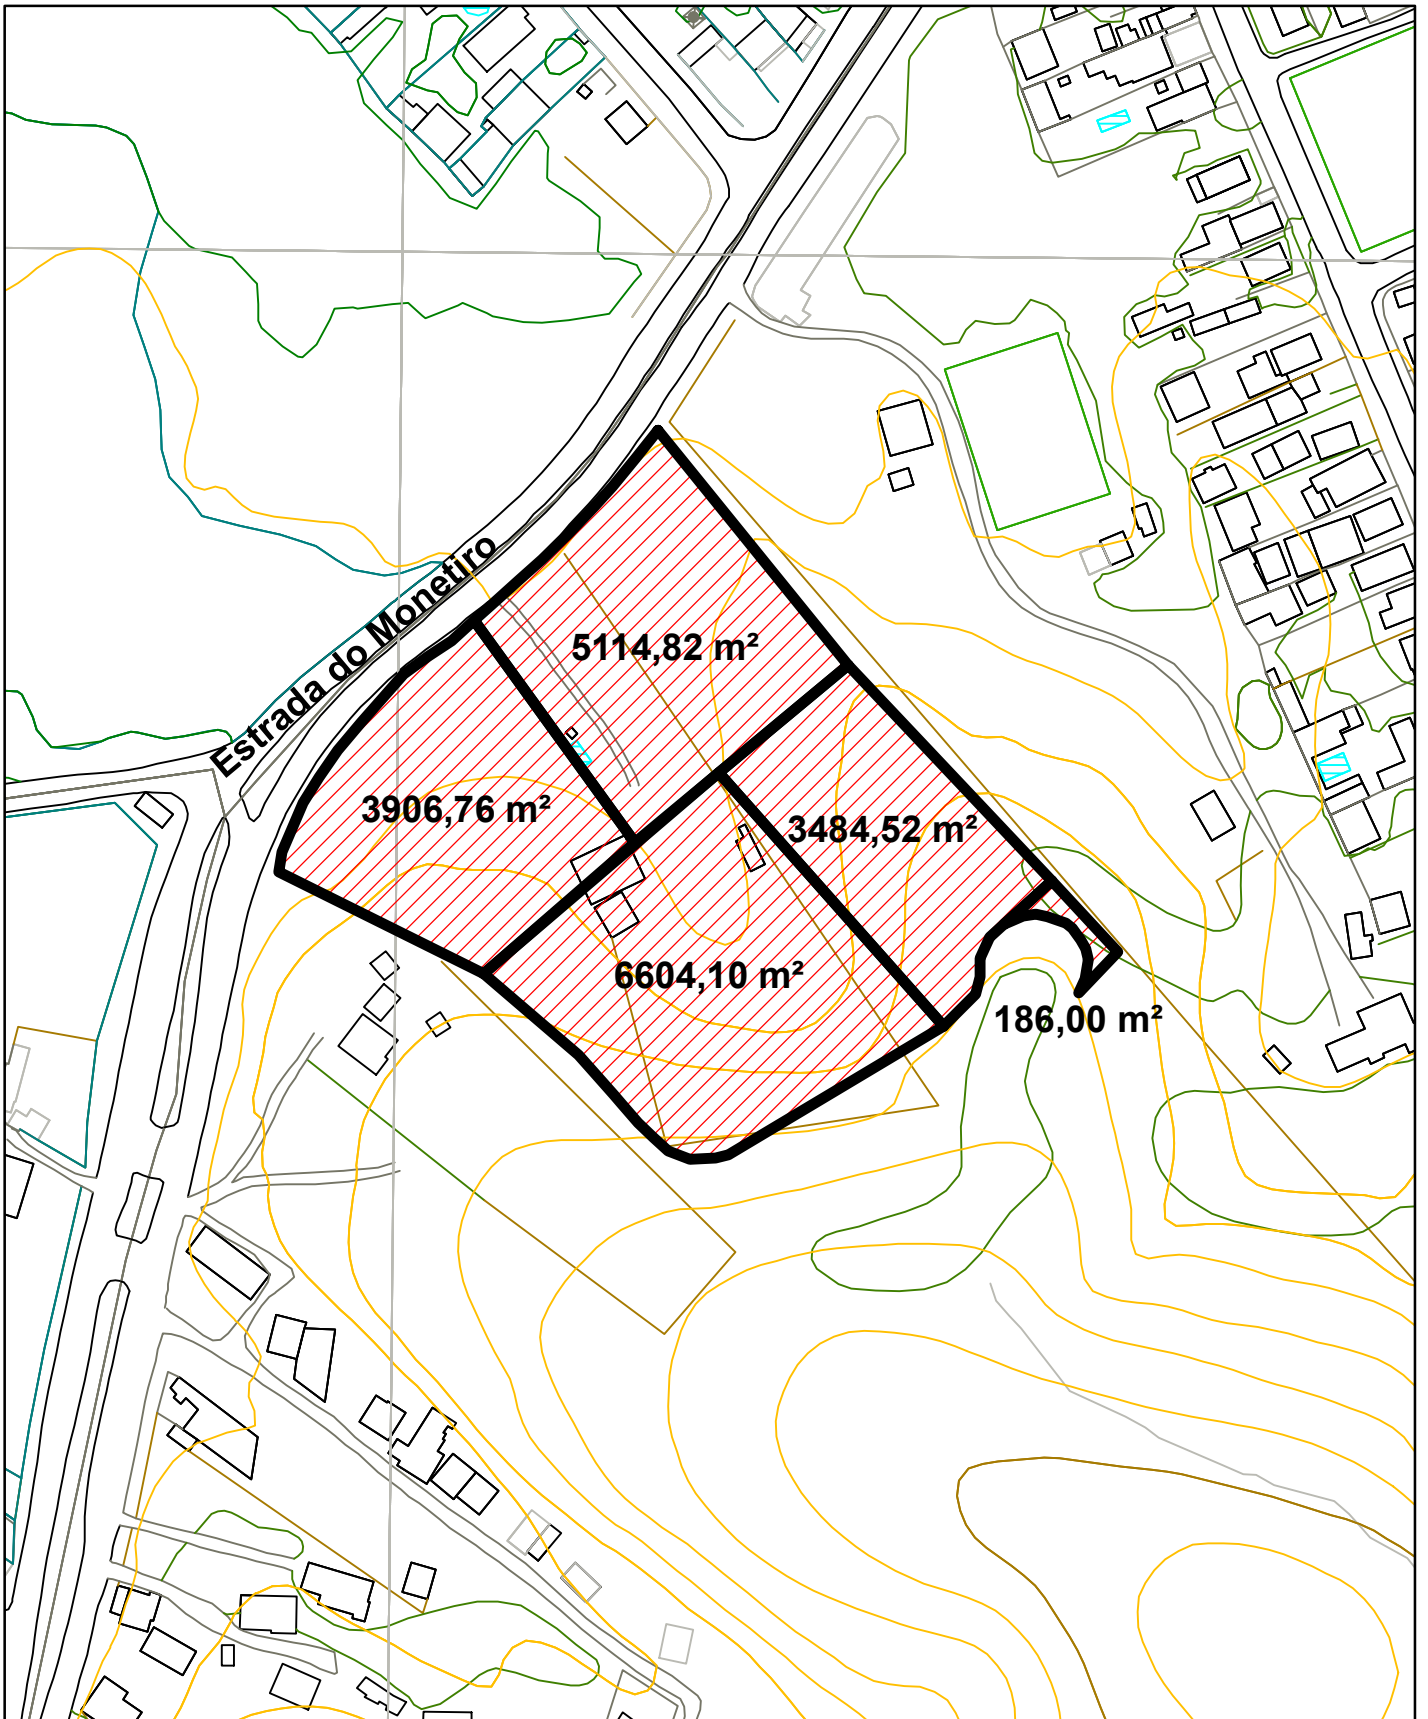 Estrada do Monetiro
5114,82 m²
3906,76 m²
3484,52 m²
6604,10 m²
186,00 m²